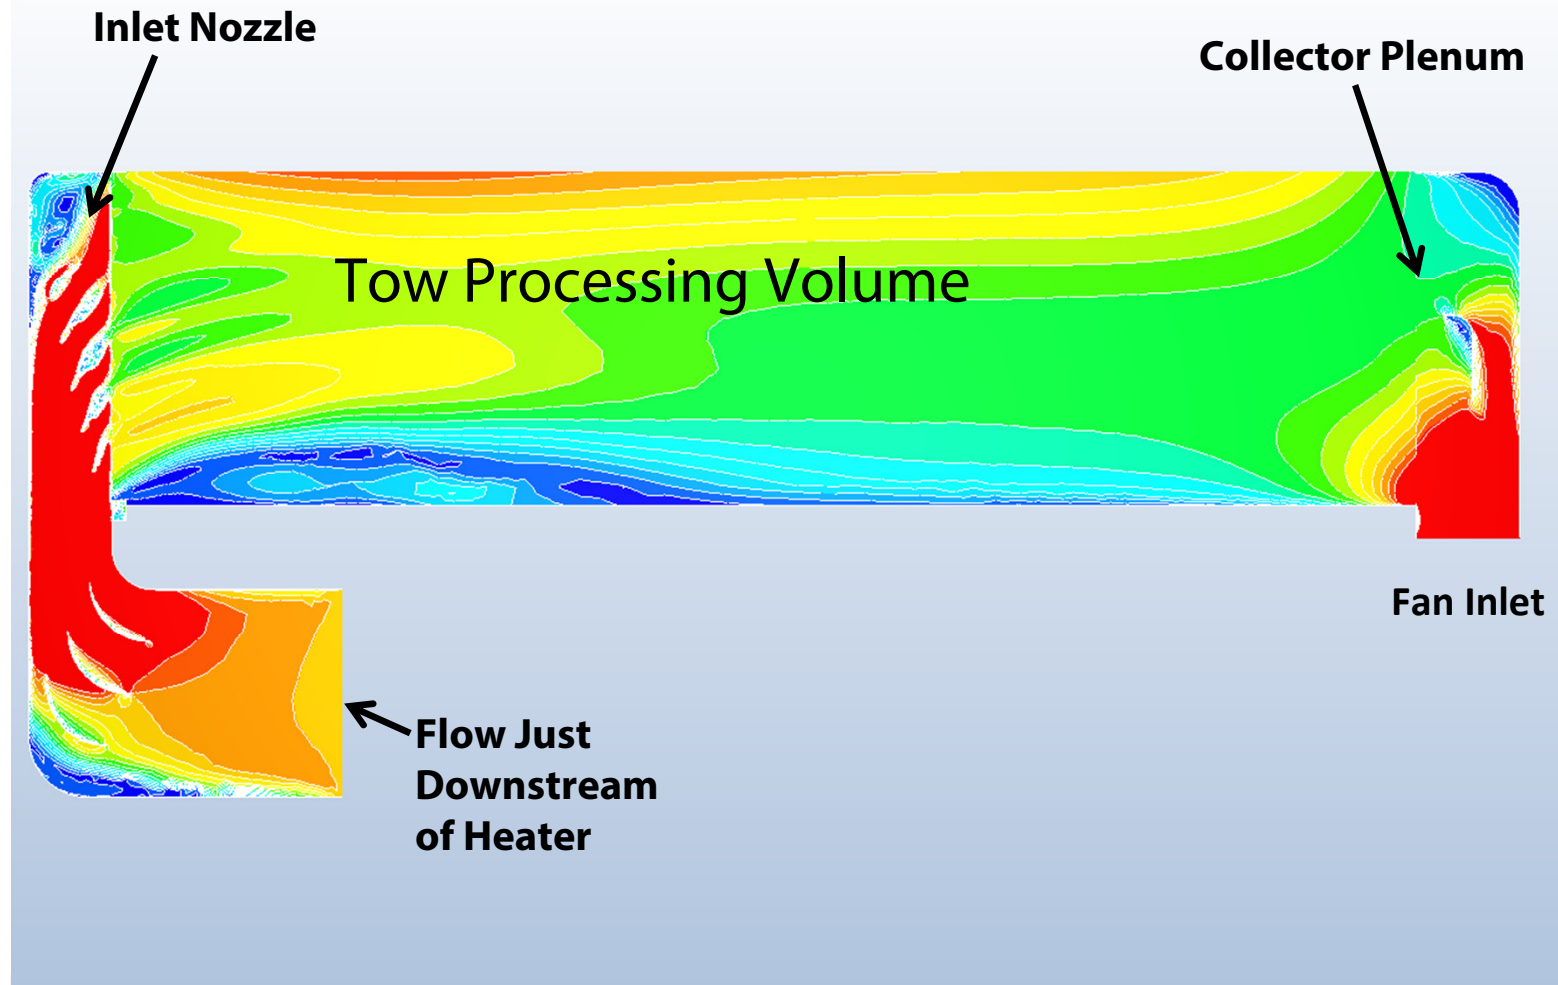 Inlet Nozzle
Collector Plenum
Tow Processing Volume
Fan Inlet
Flow Just
Downstream
of Heater